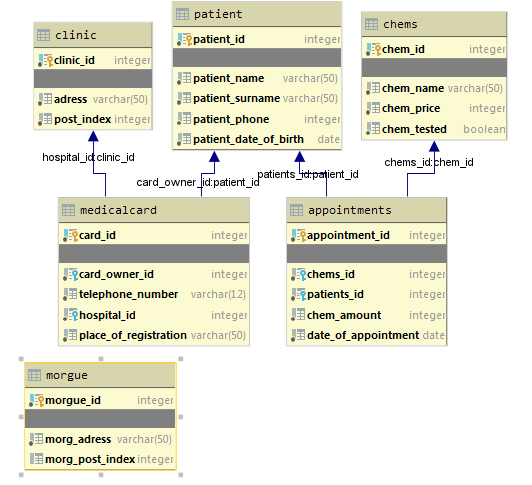 clinic
clinic_id integer
adress varchar(50)
post_index integer
patient
patient_id integer
patient_name varchar(50)
patient_surname varchar(50)
patient_phone integer
patient_date_of_birth date
chems
chem_id integer
chem_name varchar(50)
chem_price integer
chem_tested boolean
hospital_id:clinic_id
card_owner_id:patient_id
patients_id:patient_id
chems_id:chem_id
medicalcard
card_id integer
card_owner_id integer
telephone_number varchar(12)
hospital_id integer
place_of_registration varchar(50)
appointments
appointment_id integer
chems_id integer
patients_id integer
chem_amount integer
date_of_appointment date
morgue
morgue_id integer
morg_adress varchar(50)
morg_post_index integer